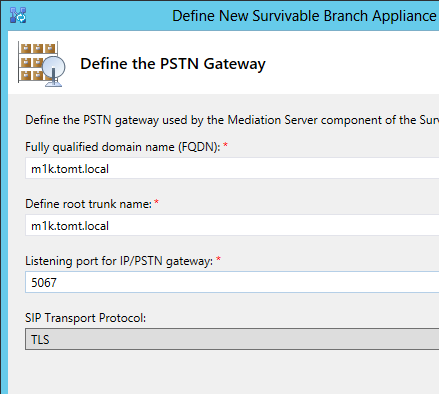 Define New Survivable Branch Appliance
Define the PSTN Gateway
Define the PSTN gateway used by the Mediation Server component of the Surv
Fully qualified domain name (FQDN): *
m1k.tomt.local
Define root trunk name: *
m1k.tomt.local
Listening port for IP/PSTN gateway: *
5067
SIP Transport Protocol:
TLS